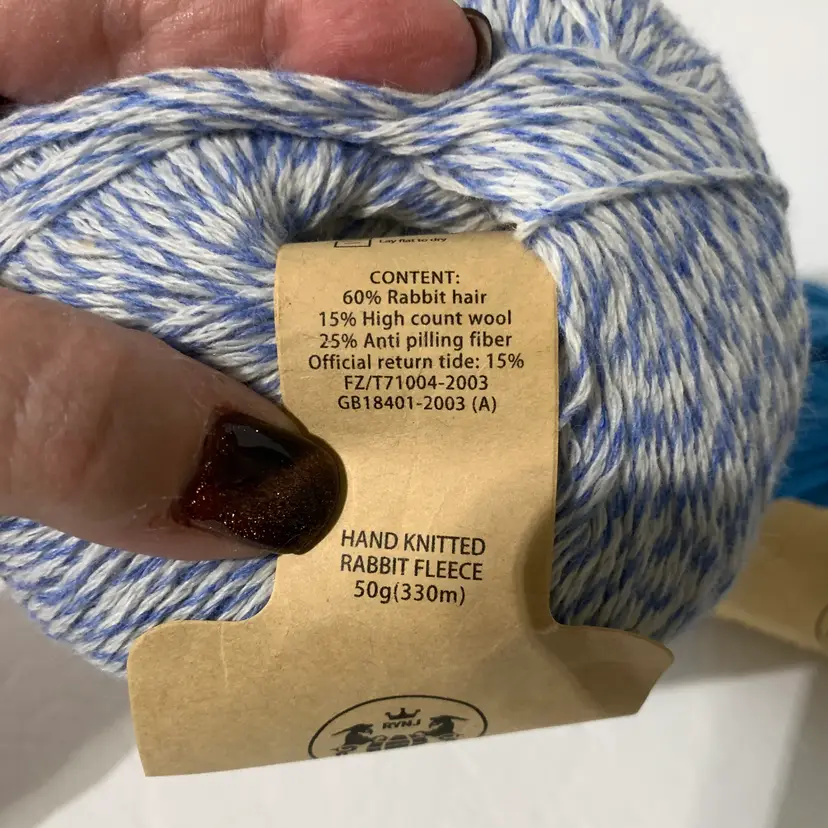 Lay flat to dry
CONTENT:
60% Rabbit hair
15% High count wool
25% Anti pilling fiber
Official return tide: 15%
FZ/T71004-2003
GB18401-2003 (A)
HAND KNITTED
RABBIT FLEECE
50g(330m)
RYNJ